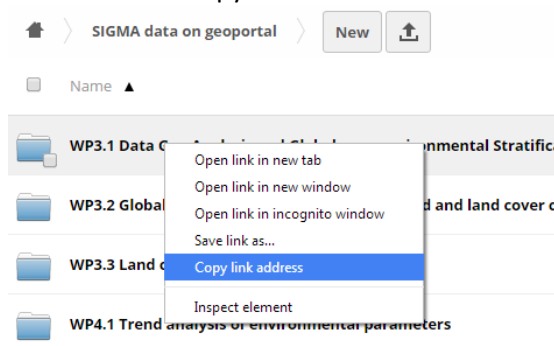 SIGMA data on geoportal New
Name ▲
WP3.1 Data onmental Stratific
Open link in new tab
WP3.2 Global d and land cover
Open link in new window
Open link in incognito window
Save link as...
WP3.3 Land
Copy link address
Inspect element
WP4.1 Trend analysis of environmental parameters